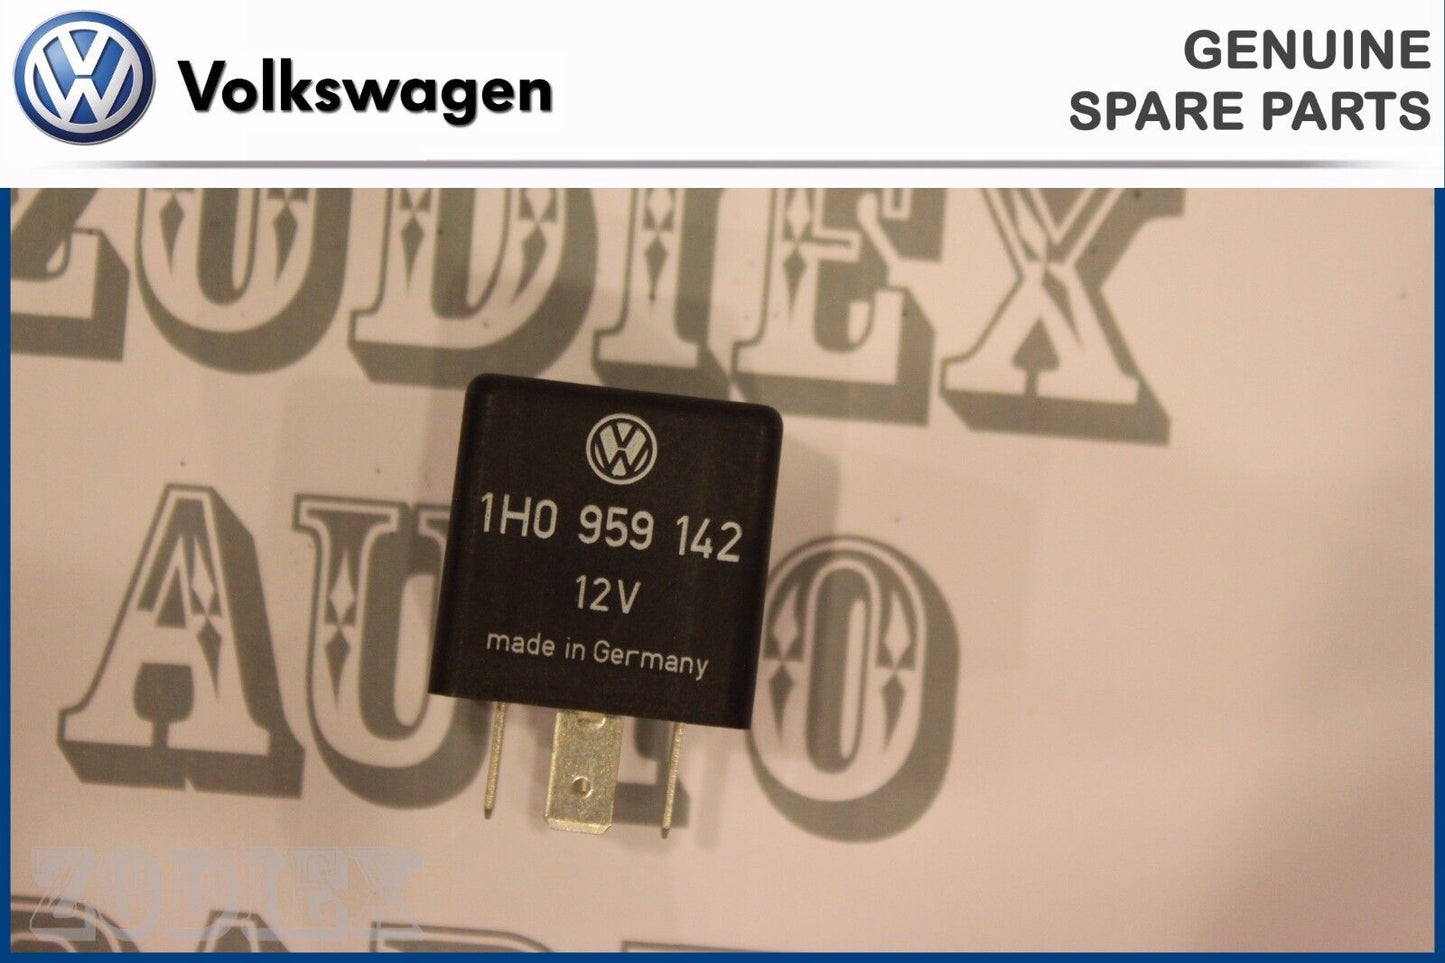 Volkswagen
GENUINE
SPARE PARTS
ZODIEX
AUTO
1H0 959 142
12V
made in Germany
ZODIEX